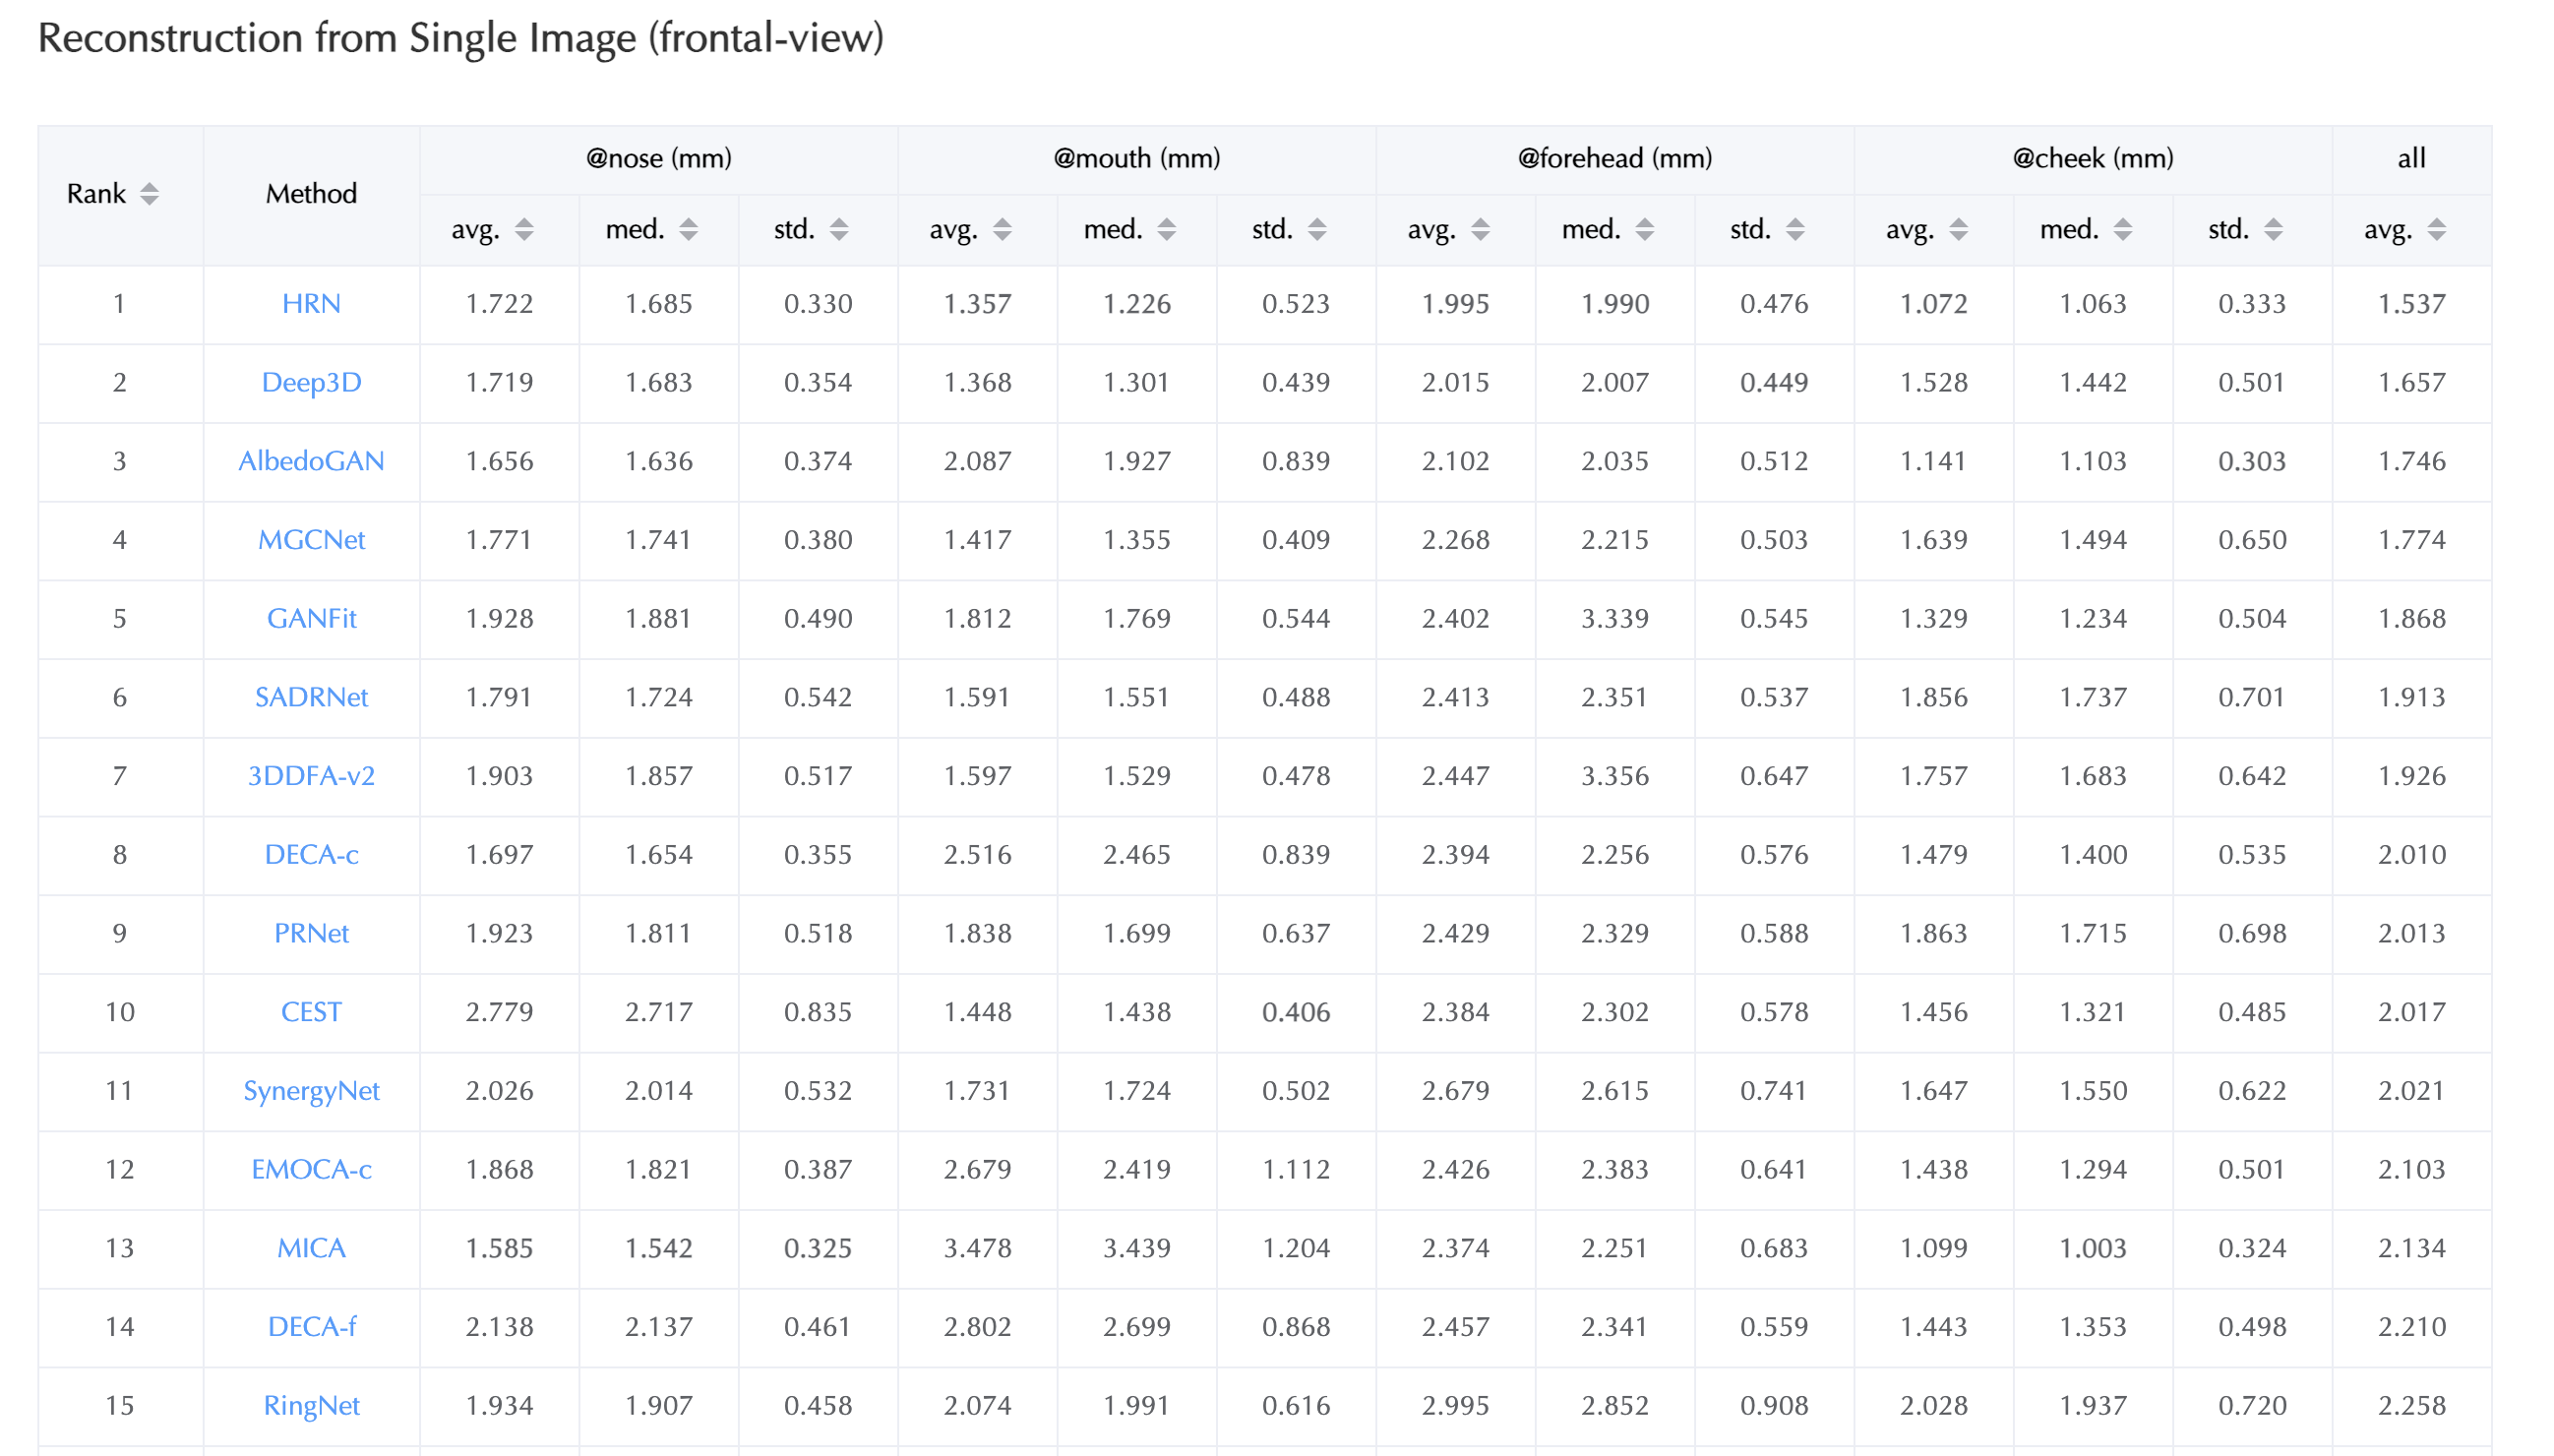 Reconstruction from Single Image (frontal-view)
Rank Method @nose (mm) @mouth (mm) @forehead (mm) @cheek (mm) all
avg. med. std. avg. med. std. avg. med. std. avg. med. std. avg.
1 HRN 1.722 1.685 0.330 1.357 1.226 0.523 1.995 1.990 0.476 1.072 1.063 0.333 1.537
2 Deep3D 1.719 1.683 0.354 1.368 1.301 0.439 2.015 2.007 0.449 1.528 1.442 0.501 1.657
3 AlbedoGAN 1.656 1.636 0.374 2.087 1.927 0.839 2.102 2.035 0.512 1.141 1.103 0.303 1.746
4 MGCNet 1.771 1.741 0.380 1.417 1.355 0.409 2.268 2.215 0.503 1.639 1.494 0.650 1.774
5 GANFit 1.928 1.881 0.490 1.812 1.769 0.544 2.402 3.339 0.545 1.329 1.234 0.504 1.868
6 SADRNet 1.791 1.724 0.542 1.591 1.551 0.488 2.413 2.351 0.537 1.856 1.737 0.701 1.913
7 3DDFA-v2 1.903 1.857 0.517 1.597 1.529 0.478 2.447 3.356 0.647 1.757 1.683 0.642 1.926
8 DECA-c 1.697 1.654 0.355 2.516 2.465 0.839 2.394 2.256 0.576 1.479 1.400 0.535 2.010
9 PRNet 1.923 1.811 0.518 1.838 1.699 0.637 2.429 2.329 0.588 1.863 1.715 0.698 2.013
10 CEST 2.779 2.717 0.835 1.448 1.438 0.406 2.384 2.302 0.578 1.456 1.321 0.485 2.017
11 SynergyNet 2.026 2.014 0.532 1.731 1.724 0.502 2.679 2.615 0.741 1.647 1.550 0.622 2.021
12 EMOCA-c 1.868 1.821 0.387 2.679 2.419 1.112 2.426 2.383 0.641 1.438 1.294 0.501 2.103
13 MICA 1.585 1.542 0.325 3.478 3.439 1.204 2.374 2.251 0.683 1.099 1.003 0.324 2.134
14 DECA-f 2.138 2.137 0.461 2.802 2.699 0.868 2.457 2.341 0.559 1.443 1.353 0.498 2.210
15 RingNet 1.934 1.907 0.458 2.074 1.991 0.616 2.995 2.852 0.908 2.028 1.937 0.720 2.258